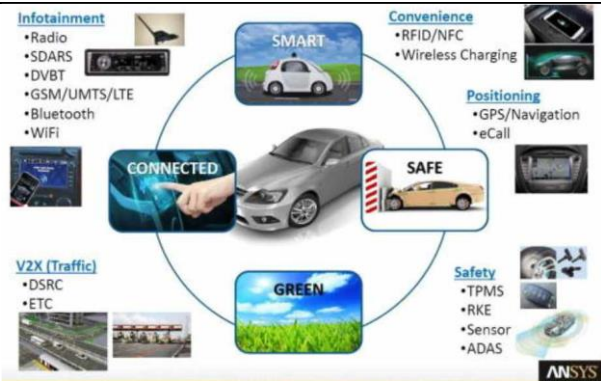 Infotainment
•Radio
•SDARS
•DVBT
•GSM/UMTS/LTE
•Bluetooth
•WiFi
SMART
Convenience
•RFID/NFC
•Wireless Charging
Positioning
•GPS/Navigation
•eCall
CONNECTED
SAFE
V2X (Traffic)
•DSRC
•ETC
GREEN
Safety
•TPMS
•RKE
•Sensor
•ADAS
ANSYS